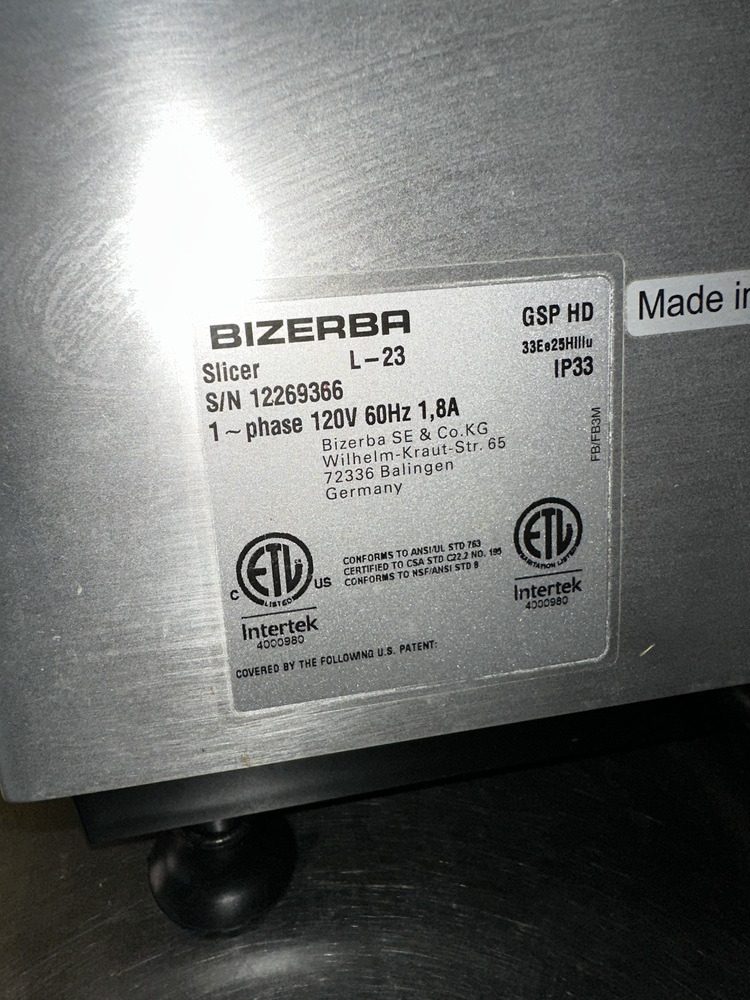 BIZERBA
GSP HD
Slicer L-23
33Ee25HIIIu
S/N 12269366
IP33
1~phase 120V 60Hz 1,8A
Bizerba SE & Co.KG
Wilhelm-Kraut-Str. 65
72336 Balingen
Germany
FB/FB3M
Made
C ETL US
LISTED
Intertek
4000980
CONFORMS TO ANSI/UL STD 763
CERTIFIED TO CSA STD C22.2 NO. 195
CONFORMS TO NSF/ANSI STD 8
ETL
SANITATION LISTED
Intertek
4000980
COVERED BY THE FOLLOWING U.S. PATENT: